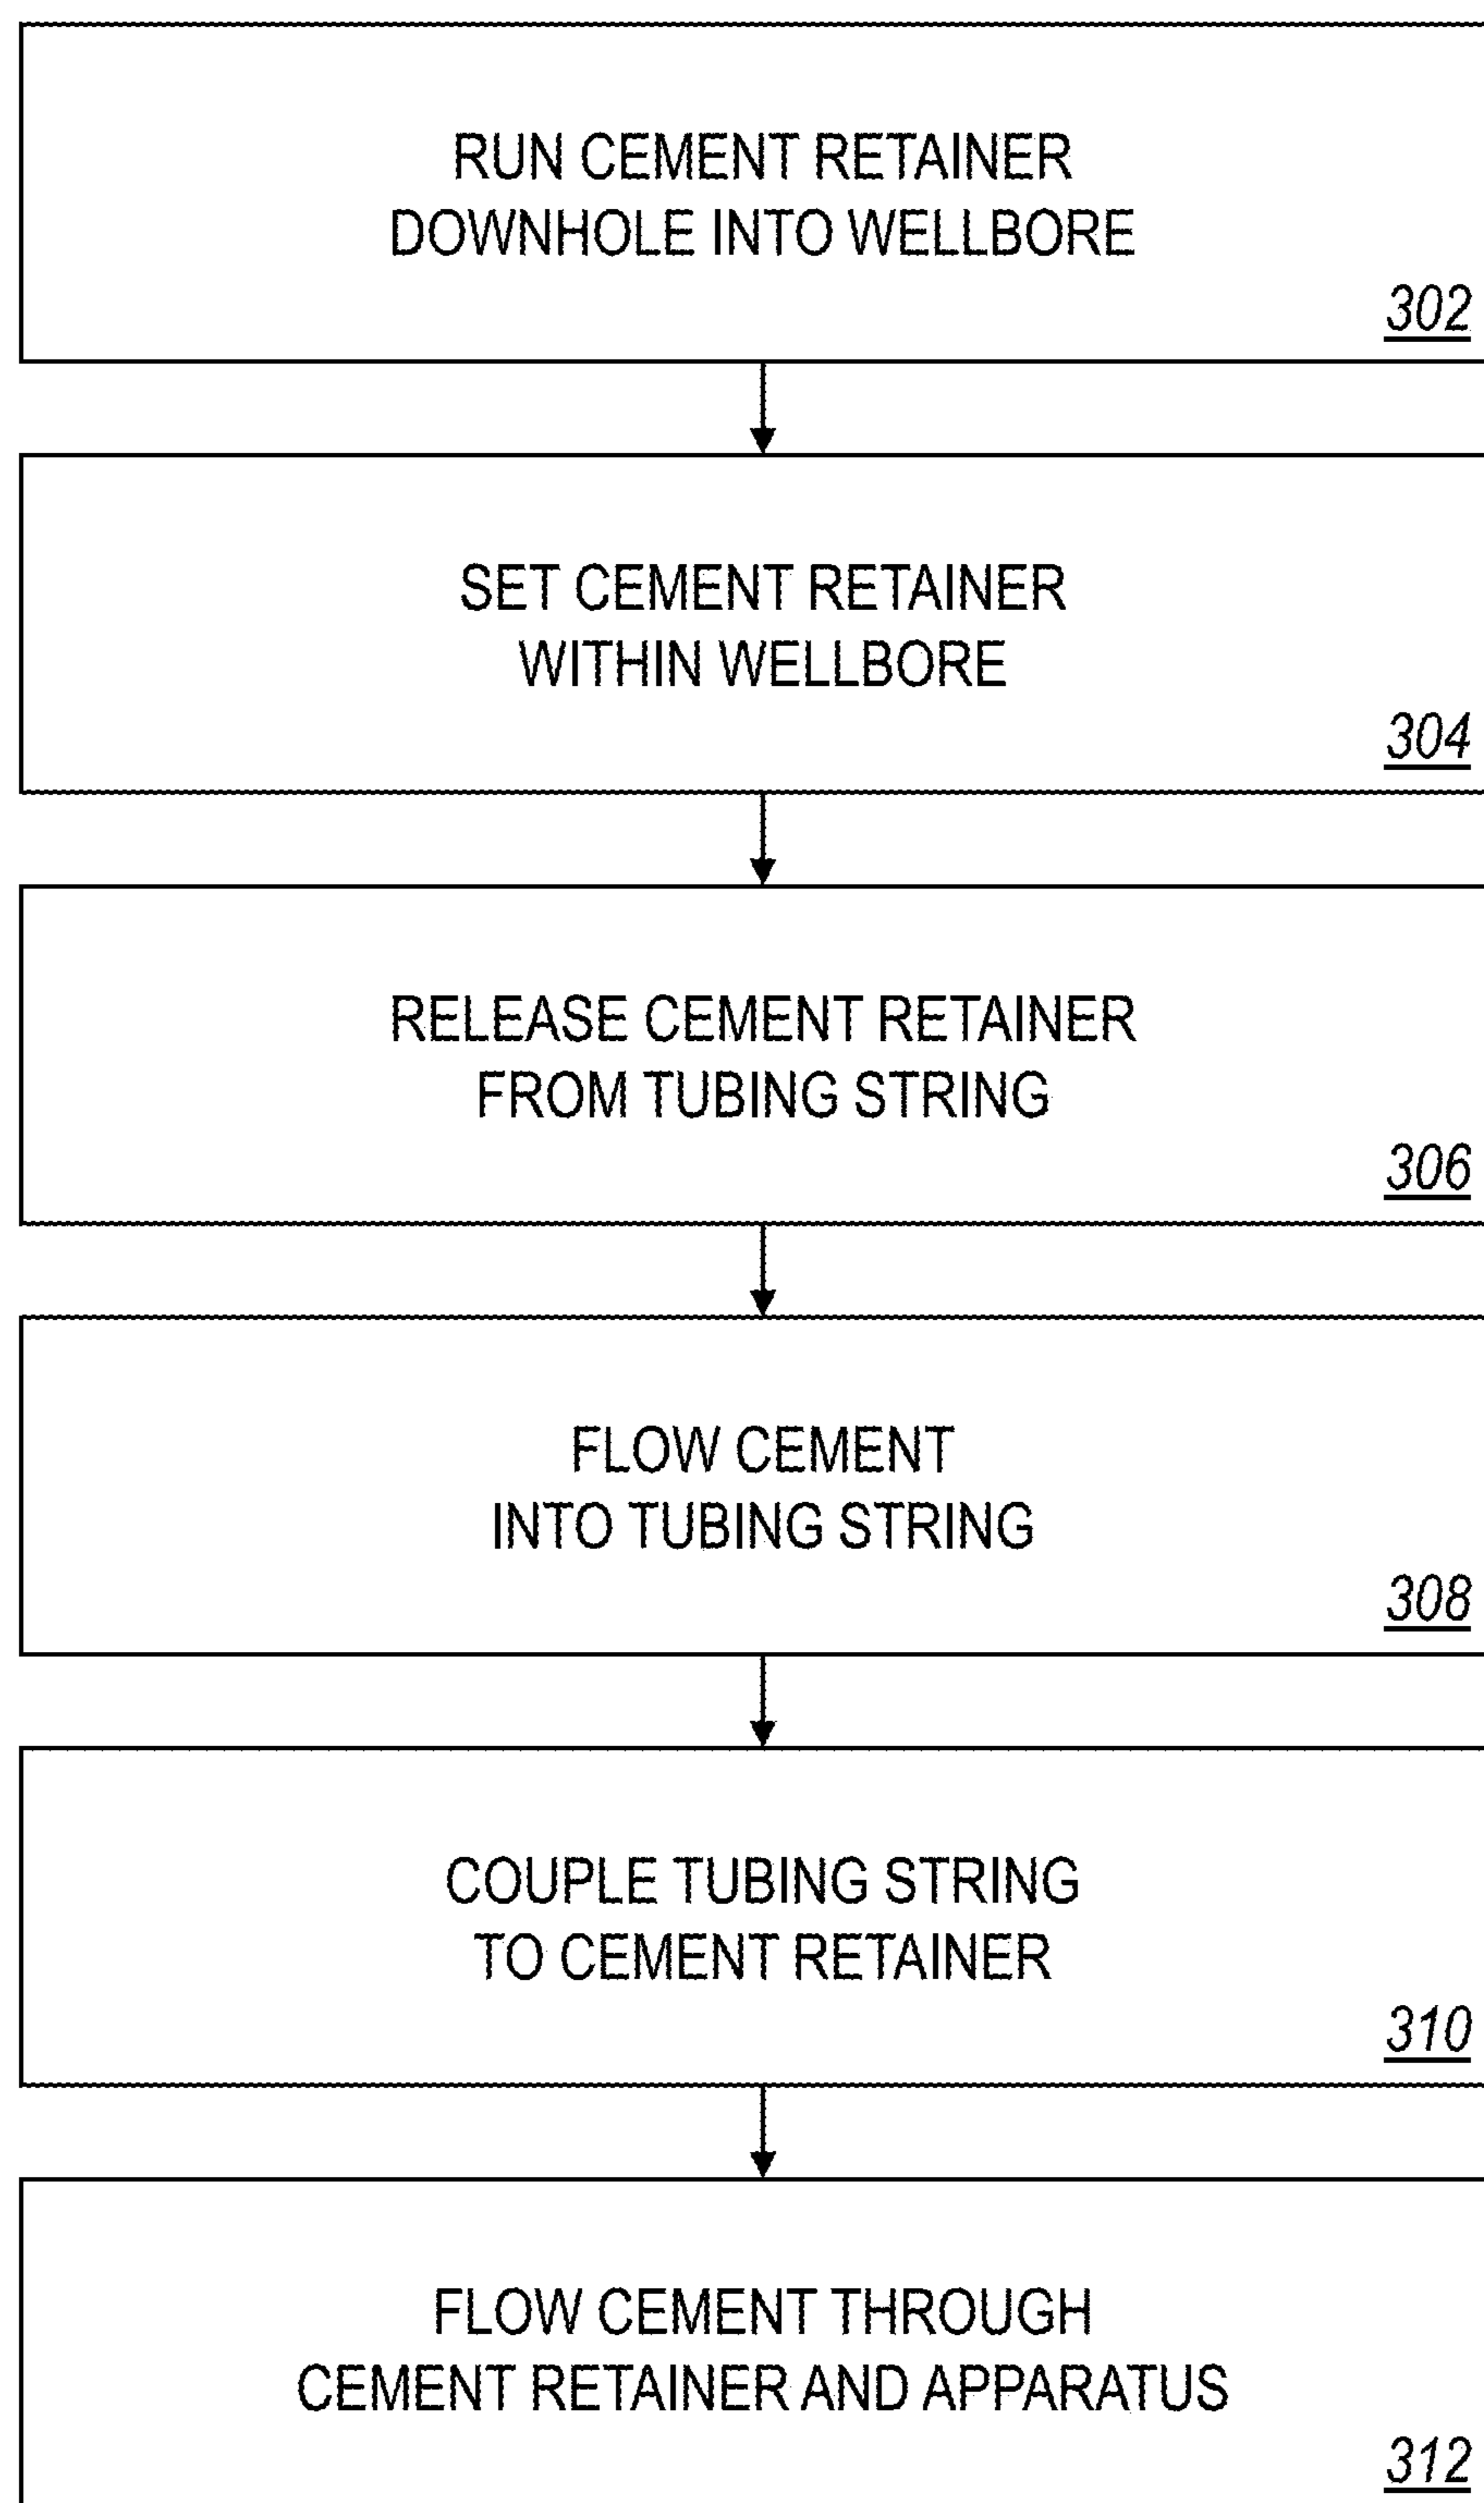 RUN CEMENT RETAINER
DOWNHOLE INTO WELLBORE
302
SET CEMENT RETAINER
WITHIN WELLBORE
304
RELEASE CEMENT RETAINER
FROM TUBING STRING
306
FLOW CEMENT
INTO TUBING STRING
308
COUPLE TUBING STRING
TO CEMENT RETAINER
310
FLOW CEMENT THROUGH
CEMENT RETAINER AND APPARATUS
312